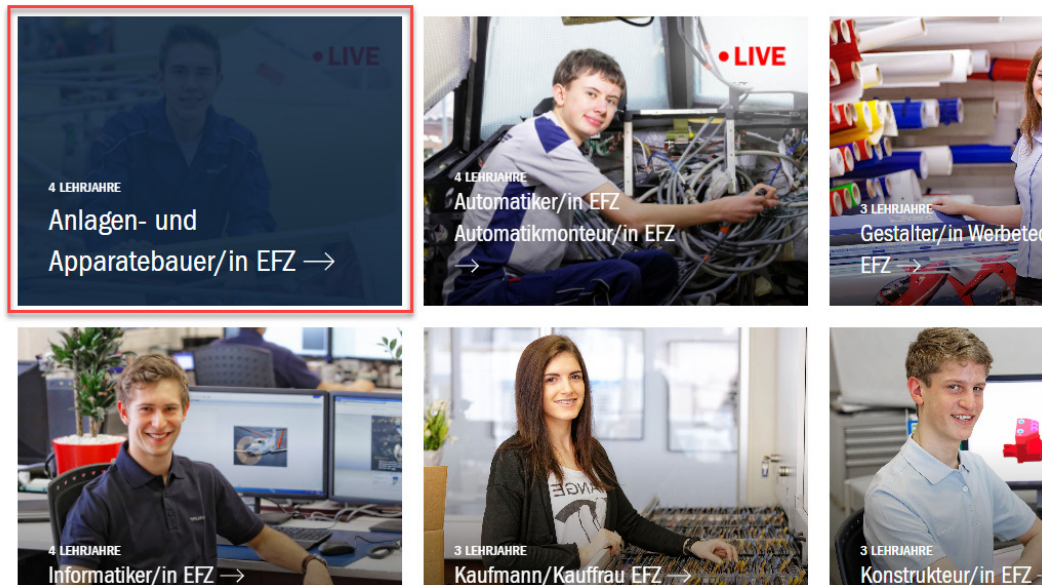 • LIVE
4 LEHRJAHRE
Anlagen- und
Apparatebauer/in EFZ →
• LIVE
4 LEHRJAHRE
Automatiker/in EFZ
Automatikmonteur/in EFZ
→
3 LEHRJAHRE
Gestalter/in
EFZ →
4 LEHRJAHRE
Informatiker/in EFZ →
3 LEHRJAHRE
Kaufmann/Kauffrau EFZ →
3 LEHRJAHRE
Konstrukteur/in EFZ